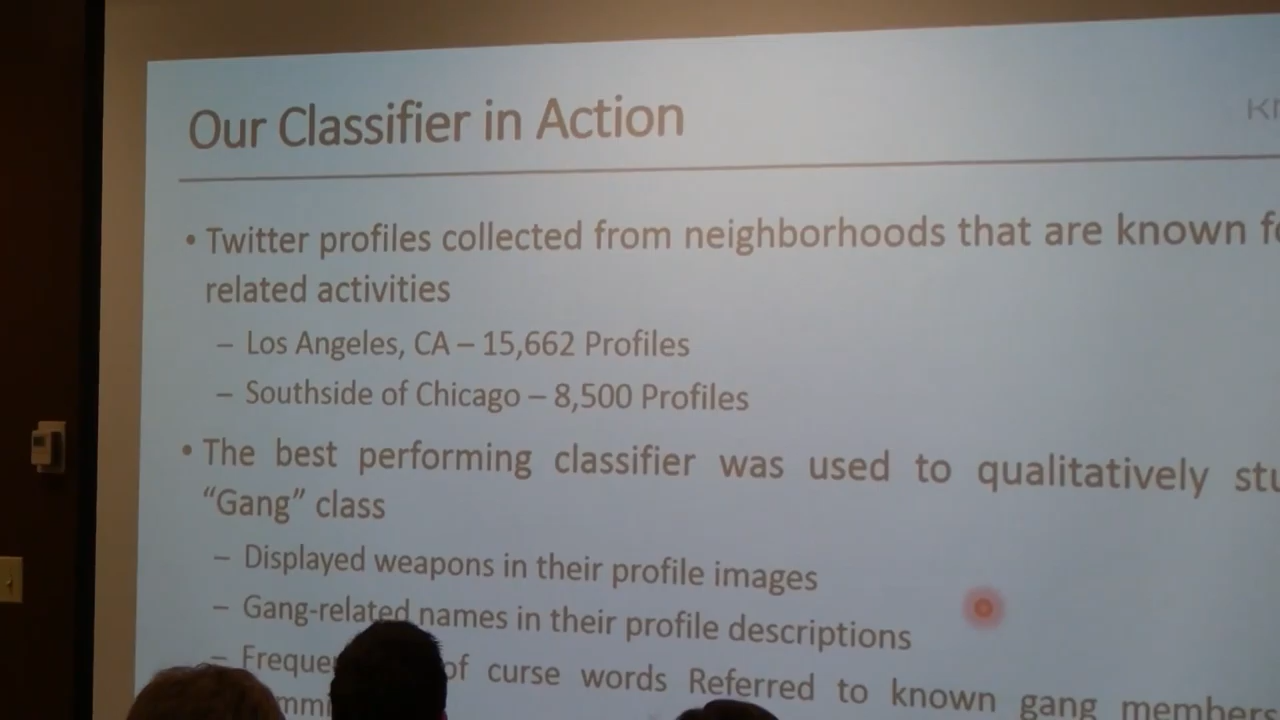 Our Classifier in Action
• Twitter profiles collected from neighborhoods that are known
related activities
– Los Angeles, CA – 15,662 Profiles
– Southside of Chicago – 8,500 Profiles
• The best performing classifier was used to qualitatively
“Gang” class
– Displayed weapons in their profile images
– Gang-related names in their profile descriptions
– of curse words Referred to known gang members